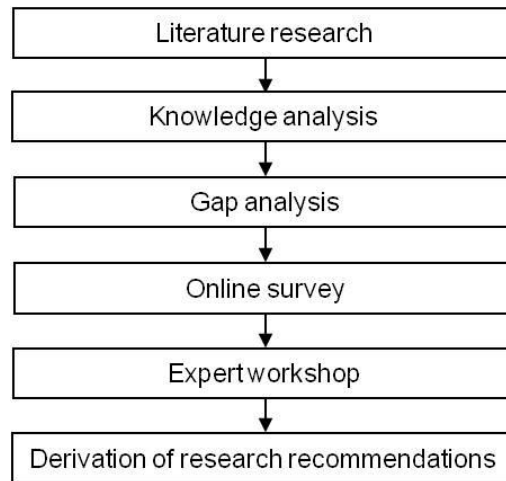 Literature research
Knowledge analysis
Gap analysis
Online survey
Expert workshop
Derivation of research recommendations